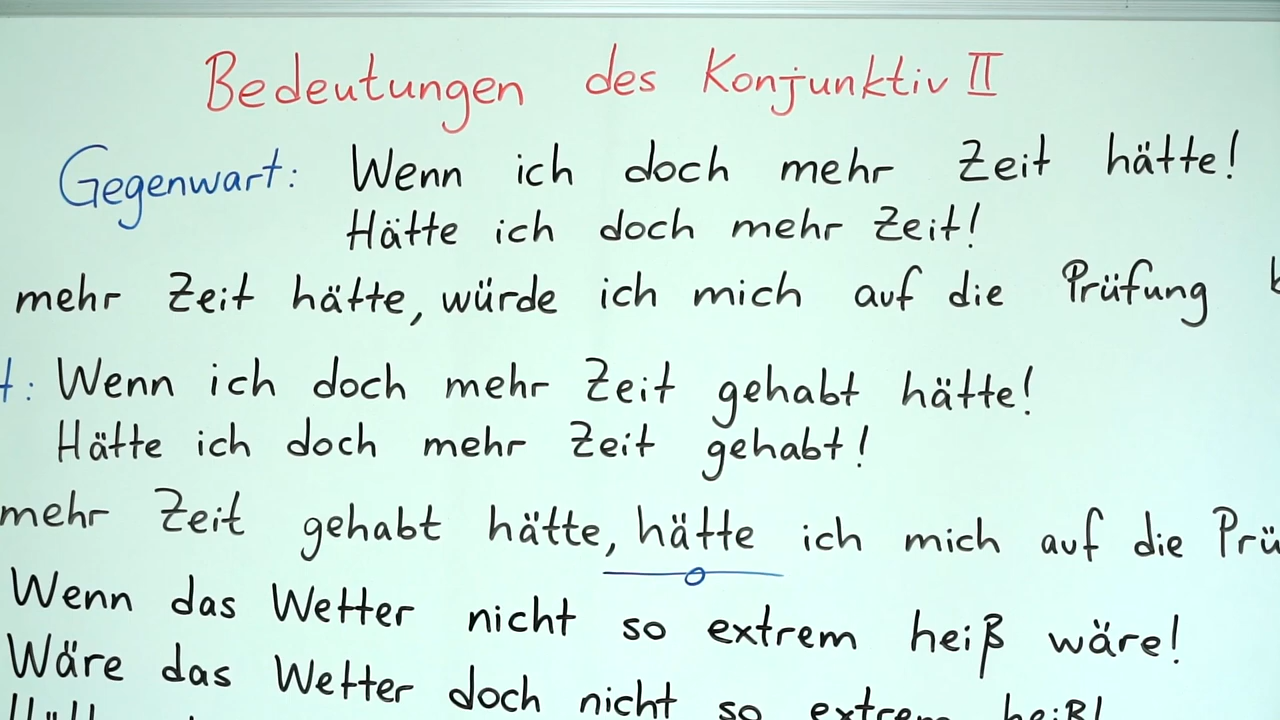 Bedeutungen des Konjunktiv II
Gegenwart: Wenn ich doch mehr Zeit hätte!
Hätte ich doch mehr Zeit!
mehr Zeit hätte, würde ich mich auf die Prüfung
t: Wenn ich doch mehr Zeit gehabt hätte!
Hätte ich doch mehr Zeit gehabt!
mehr Zeit gehabt hätte, hätte ich mich auf die Prü
Wenn das Wetter nicht so extrem heiß wäre!
Wäre das Wetter doch nicht so extrem heiß!